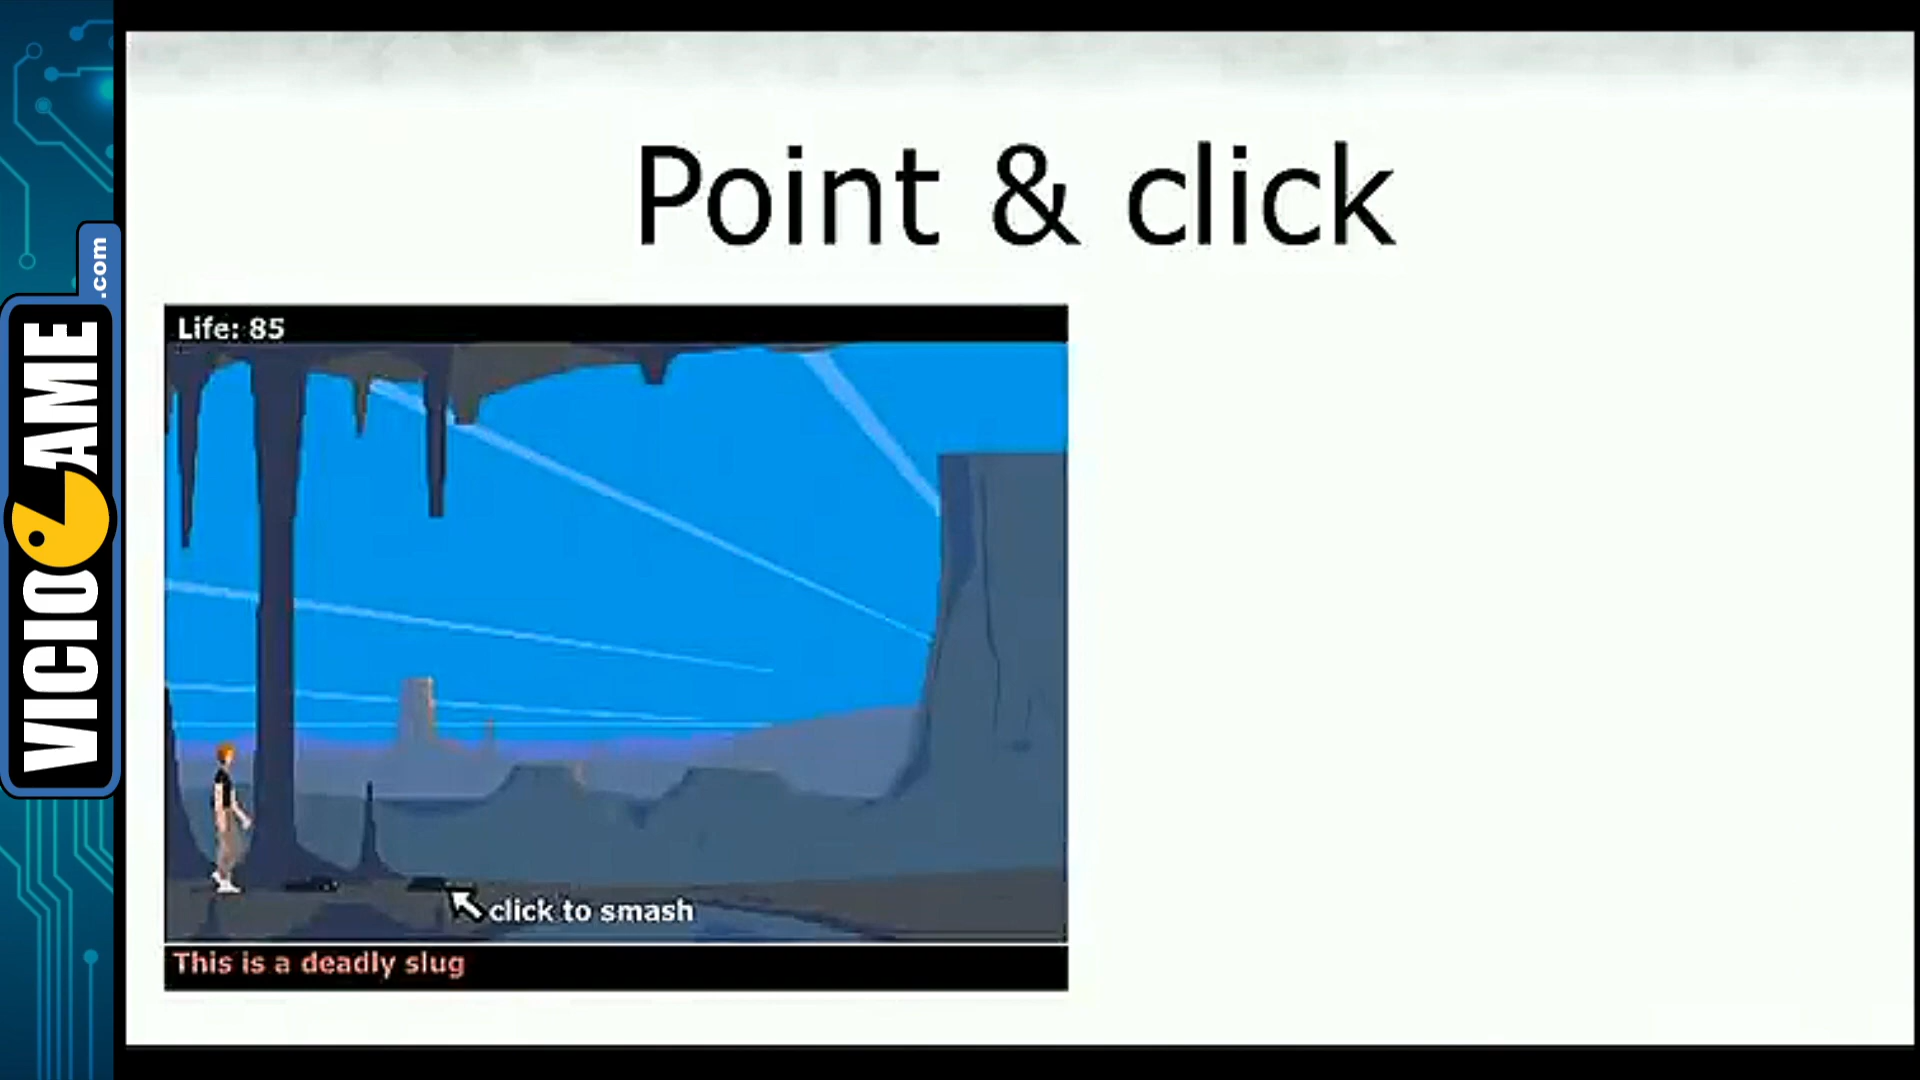 Point & click
Life: 85
click to smash
This is a deadly slug
VICIOGAME
.com